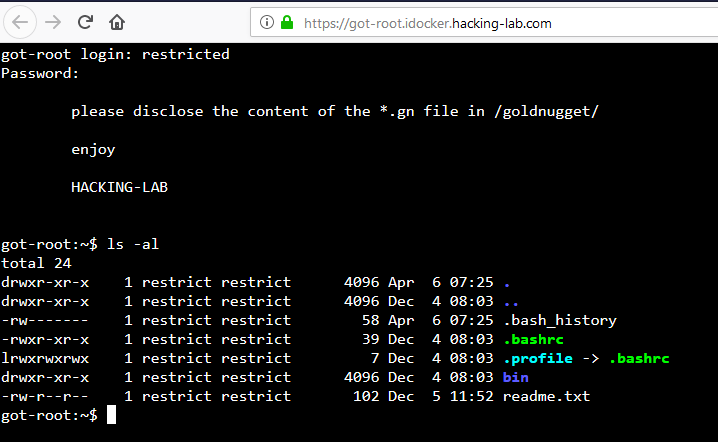 https://got-root.idocker.hacking-lab.com
got-root login: restricted
Password:
please disclose the content of the *.gn file in /goldnugget/
enjoy
HACKING-LAB
got-root:~$ ls -al
total 24
drwxr-xr-x    1 restrict restrict      4096 Apr  6 07:25 .
drwxr-xr-x    1 restrict restrict      4096 Dec  4 08:03 ..
-rw-------    1 restrict restrict        58 Apr  6 07:25 .bash_history
-rwxr-xr-x    1 restrict restrict        39 Dec  4 08:03 .bashrc
lrwxrwxrwx    1 restrict restrict         7 Dec  4 08:03 .profile -> .bashrc
drwxr-xr-x    1 restrict restrict      4096 Dec  4 08:03 bin
-rw-r--r--    1 restrict restrict       102 Dec  5 11:52 readme.txt
got-root:~$